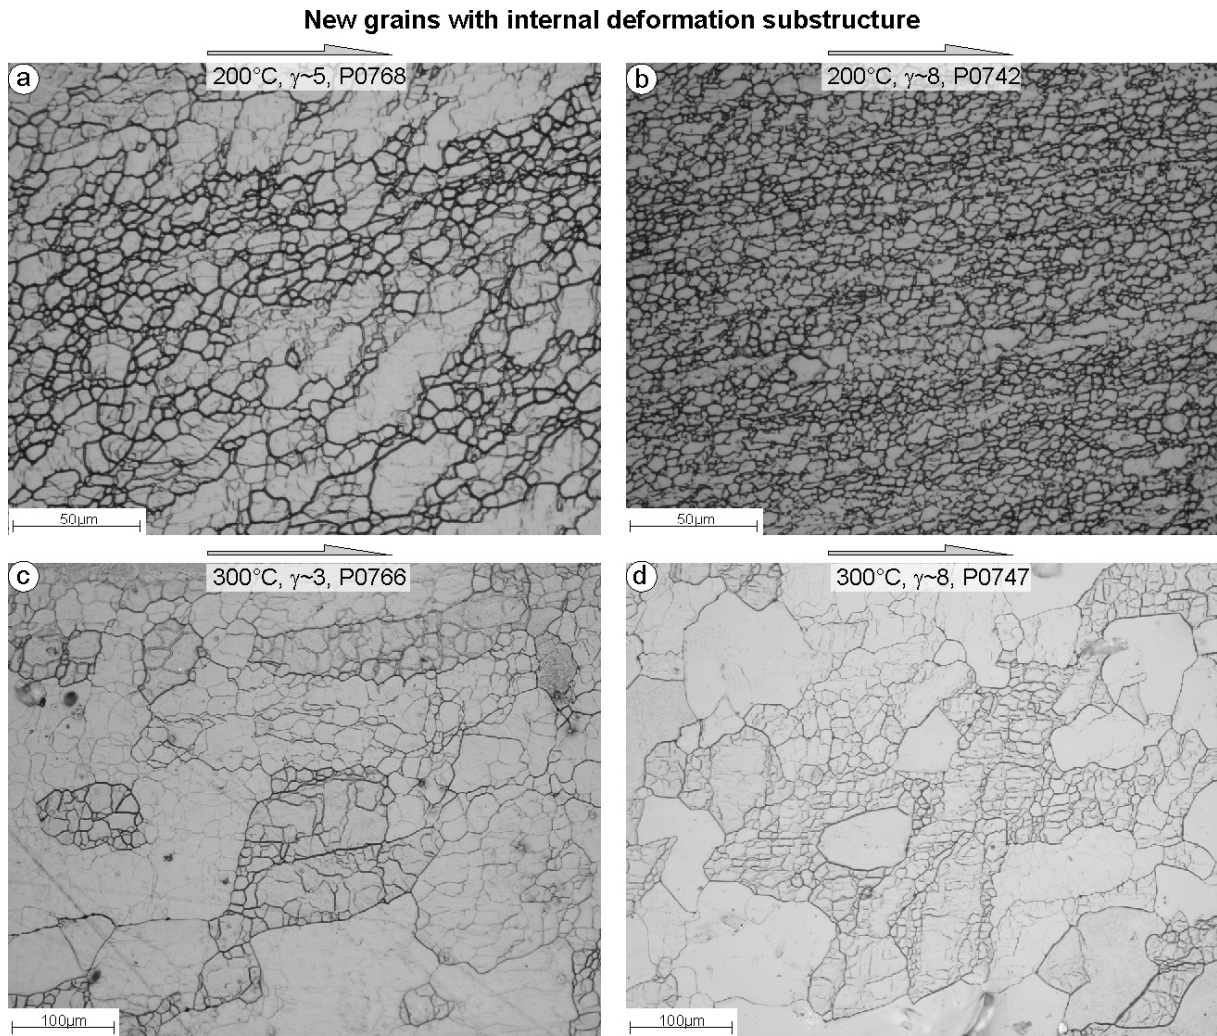 New grains with internal deformation substructure
a
200°C, γ~5, P0768
b
200°C, γ~8, P0742
50µm
50µm
c
300°C, γ~3, P0766
d
300°C, γ~8, P0747
100µm
100µm